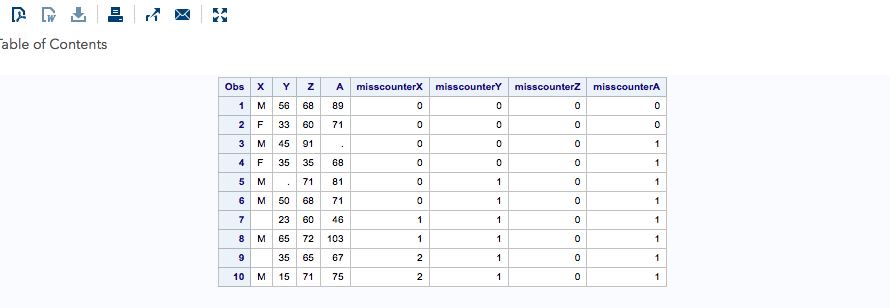 Table of Contents
Obs X Y Z A misscounterX misscounterY misscounterZ misscounterA
1 M 56 68 89 0 0 0 0
2 F 33 60 71 0 0 0 0
3 M 45 91 . 0 0 0 1
4 F 35 35 68 0 0 0 1
5 M . 71 81 0 1 0 1
6 M 50 68 71 0 1 0 1
7 23 60 46 1 1 0 1
8 M 65 72 103 1 1 0 1
9 35 65 67 2 1 0 1
10 M 15 71 75 2 1 0 1